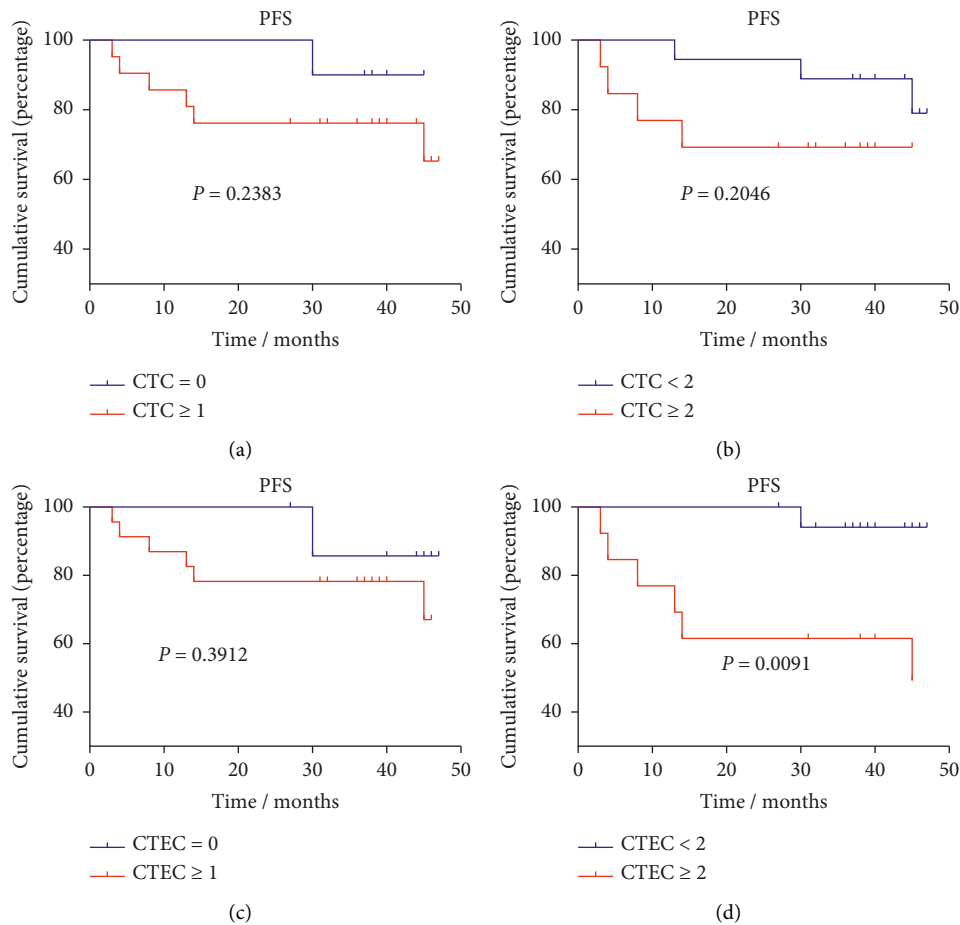 PFS
Cumulative survival (percentage)
100
80
60
40
P = 0.2383
0 10 20 30 40 50
Time / months
CTC = 0
CTC ≥ 1
(a)
PFS
Cumulative survival (percentage)
100
80
60
40
P = 0.2046
0 10 20 30 40 50
Time / months
CTC < 2
CTC ≥ 2
(b)
PFS
Cumulative survival (percentage)
100
80
60
40
P = 0.3912
0 10 20 30 40 50
Time / months
CTEC = 0
CTEC ≥ 1
(c)
PFS
Cumulative survival (percentage)
100
80
60
40
P = 0.0091
0 10 20 30 40 50
Time / months
CTEC < 2
CTEC ≥ 2
(d)